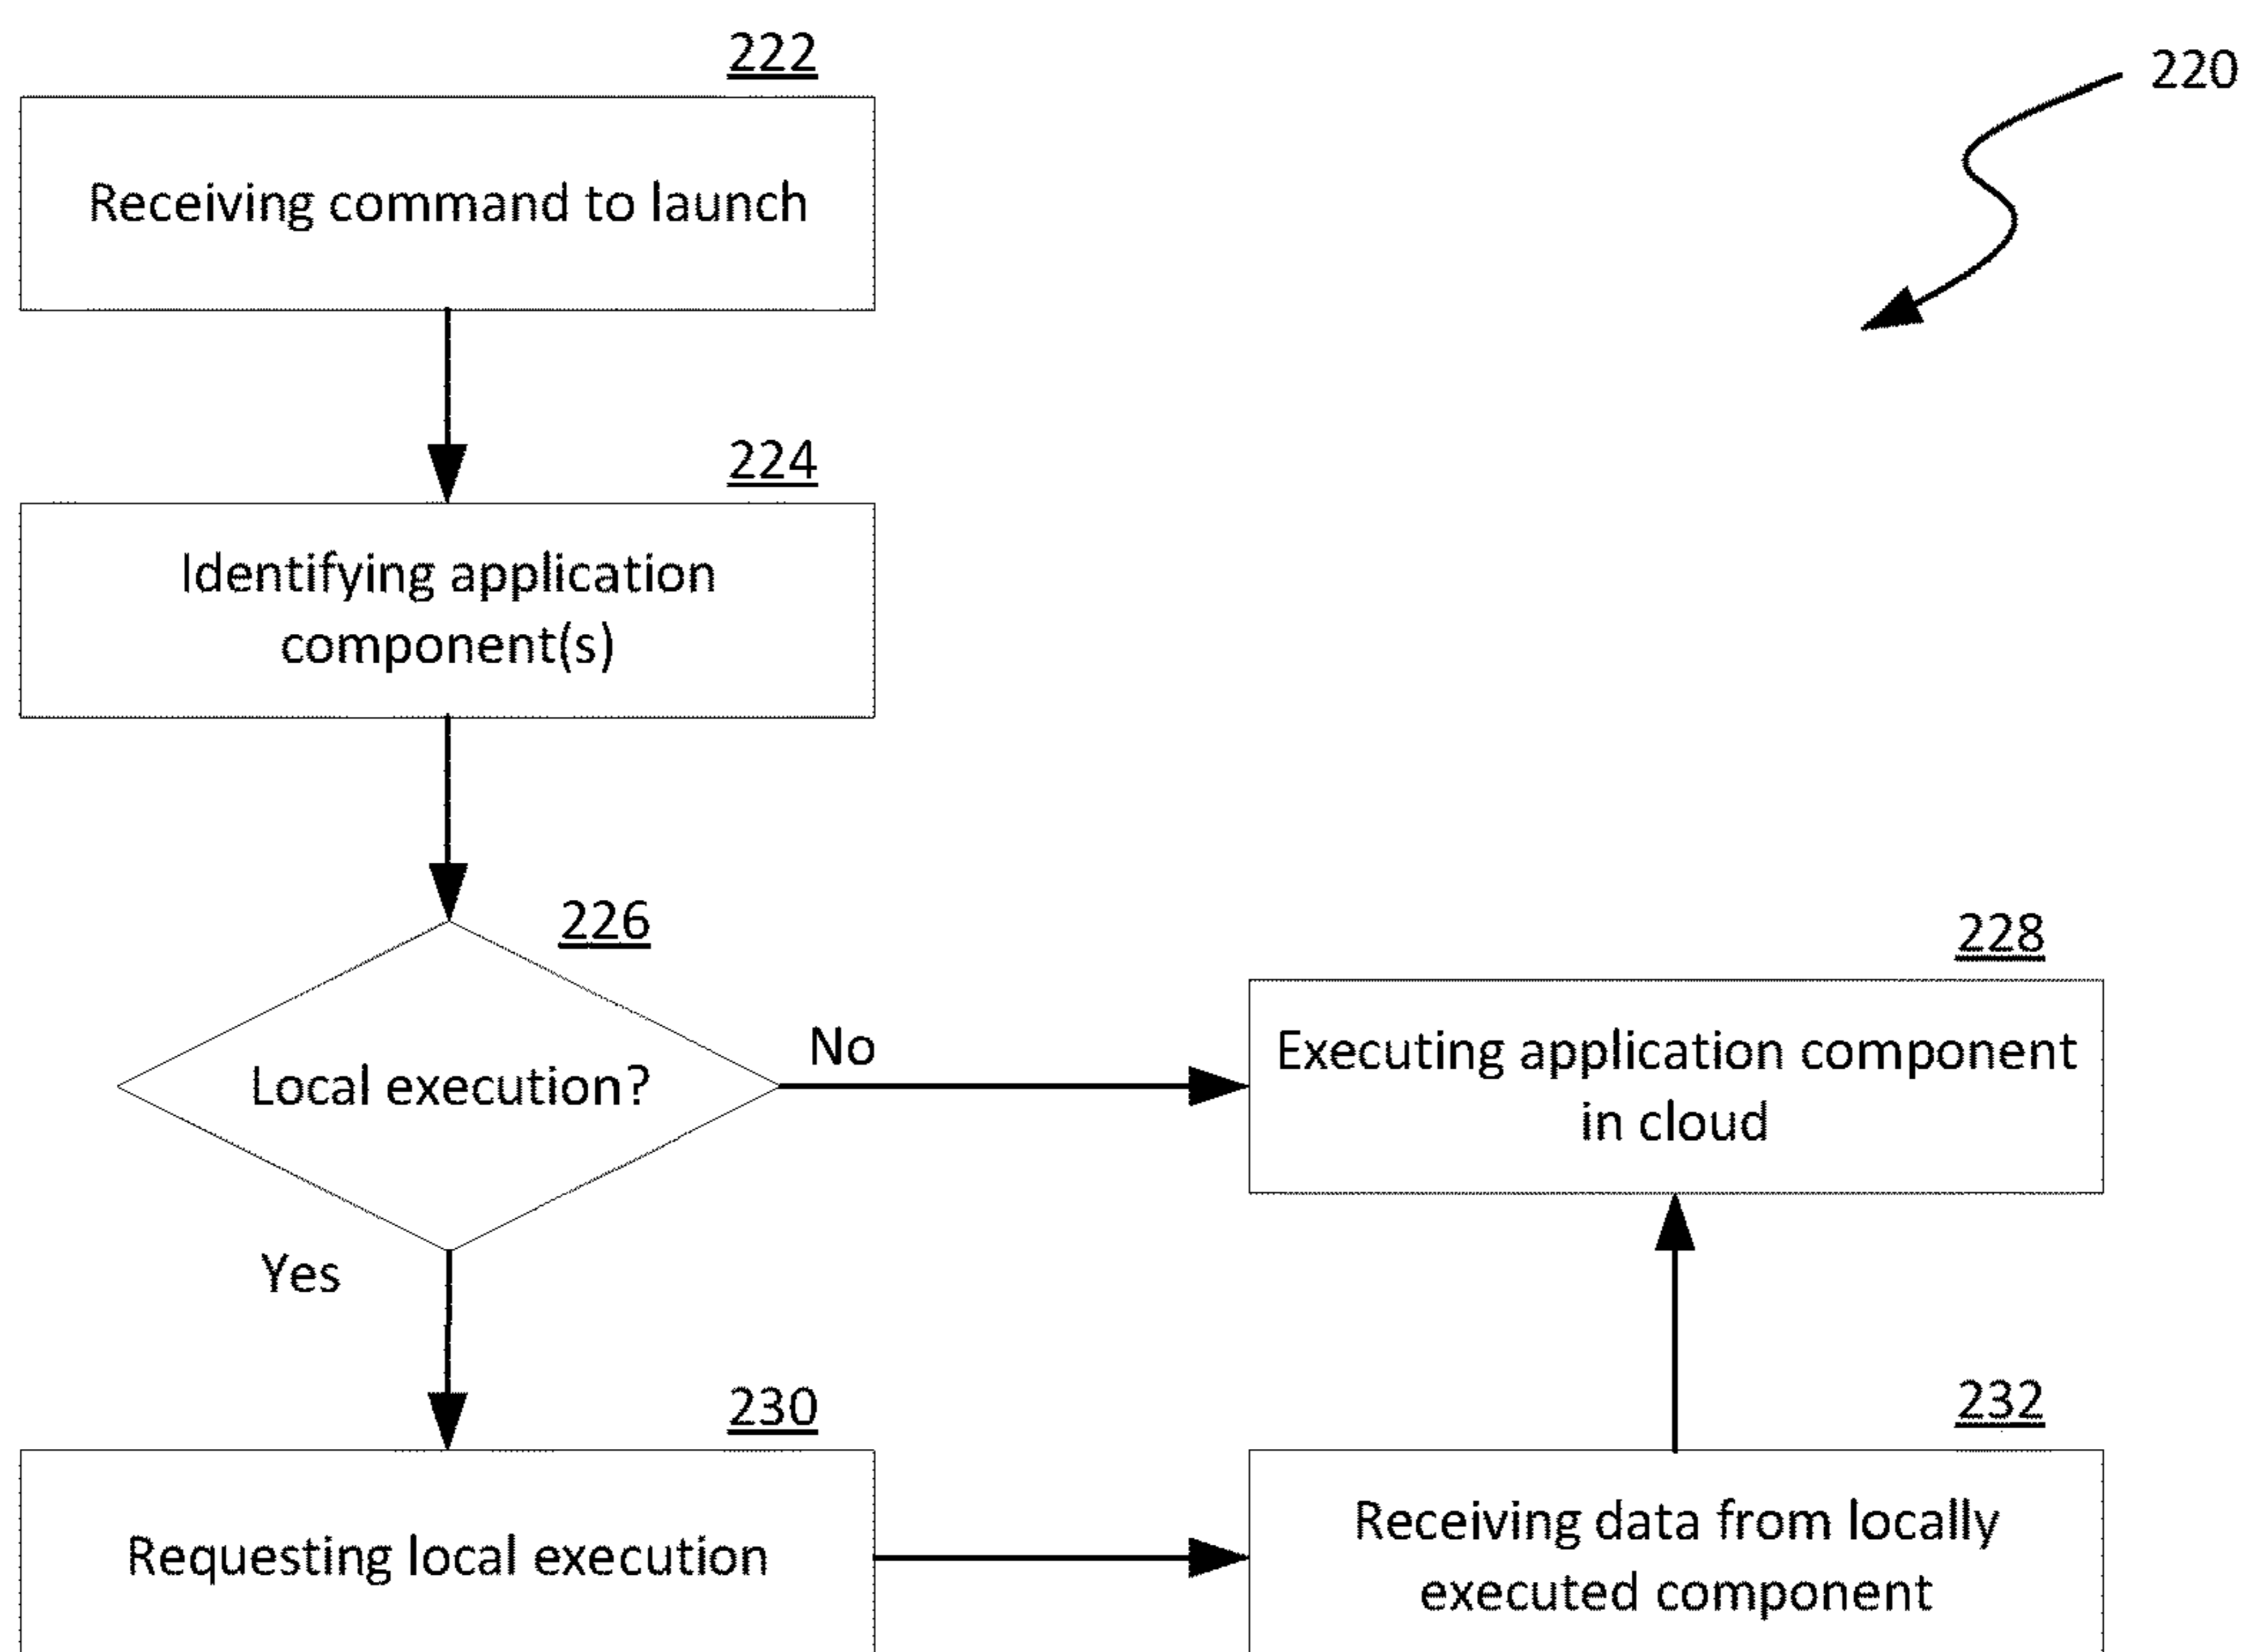 222
220
Receiving command to launch
224
Identifying application
component(s)
226
Local execution?
No
Yes
228
Executing application component
in cloud
230
Requesting local execution
232
Receiving data from locally
executed component